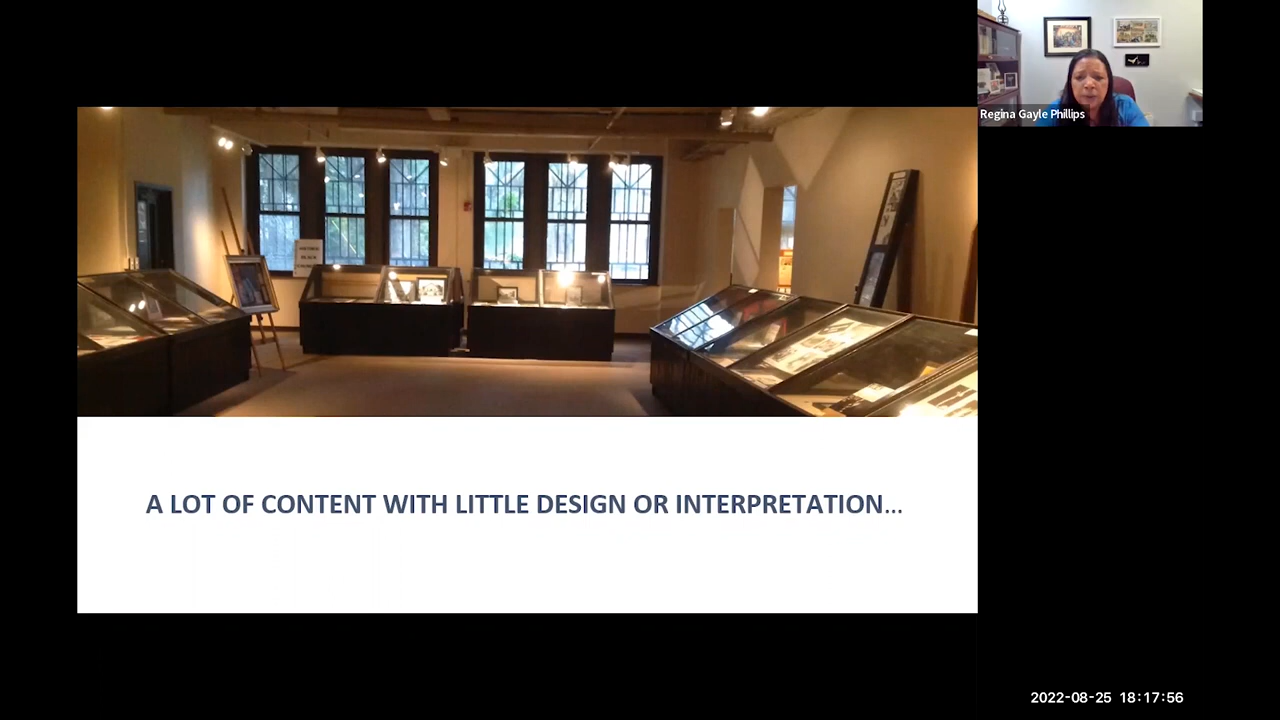 Regina Gayle Phillips
A LOT OF CONTENT WITH LITTLE DESIGN OR INTERPRETATION...
2022-08-25 18:17:56